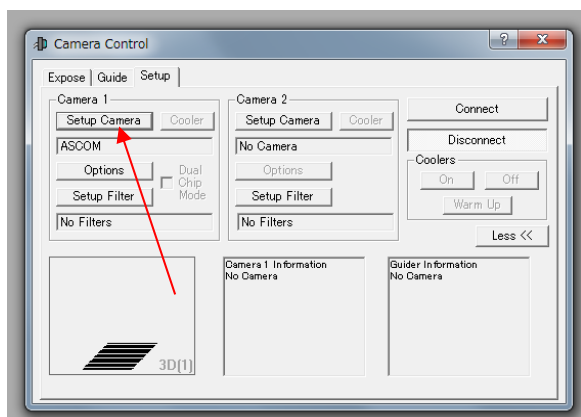 Camera Control
Expose Guide Setup
Camera 1
Setup Camera Cooler
ASCOM
Options
Dual Chip Mode
Setup Filter
No Filters
Camera 2
Setup Camera Cooler
No Camera
Options
Setup Filter
No Filters
Connect
Disconnect
Coolers
On Off
Warm Up
Less <<
3D(1)
Camera 1 Information
No Camera
Guider Information
No Camera